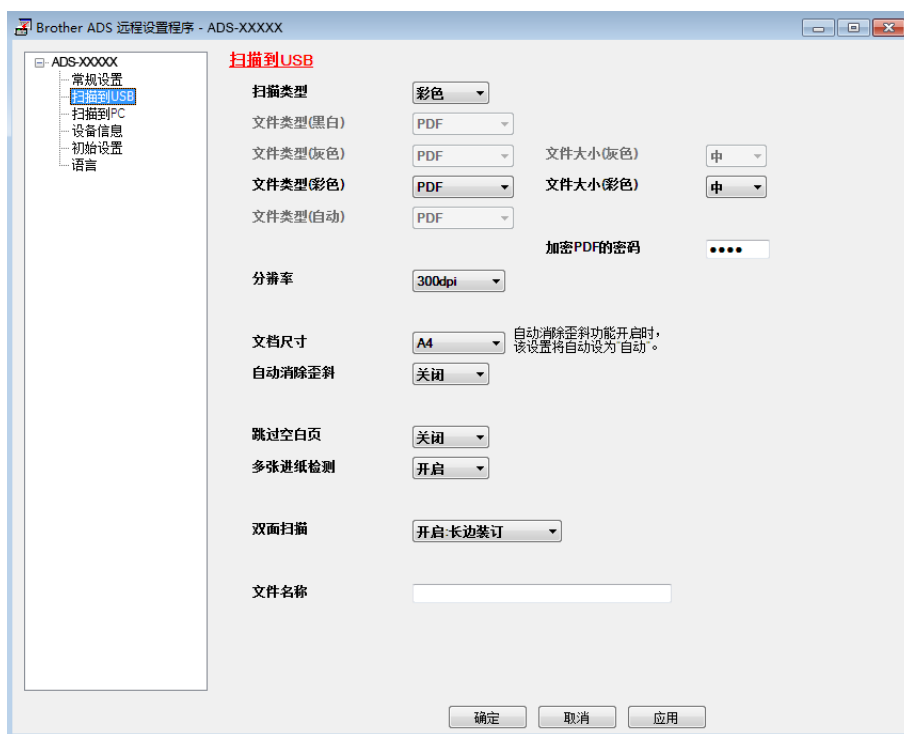 Brother ADS 远程设置程序 - ADS-XXXXX
ADS-XXXXX
常规设置
扫描到USB
扫描到PC
设备信息
初始设置
语言
扫描到USB
扫描类型 彩色
文件类型(黑白) PDF
文件类型(灰色) PDF 文件大小(灰色) 中
文件类型(彩色) PDF 文件大小(彩色) 中
文件类型(自动) PDF
加密PDF的密码 ●●●●
分辨率 300dpi
文档尺寸 A4 自动消除歪斜功能开启时，
该设置将自动设为"自动"。
自动消除歪斜 关闭
跳过空白页 关闭
多张进纸检测 开启
双面扫描 开启:长边装订
文件名称
确定 取消 应用